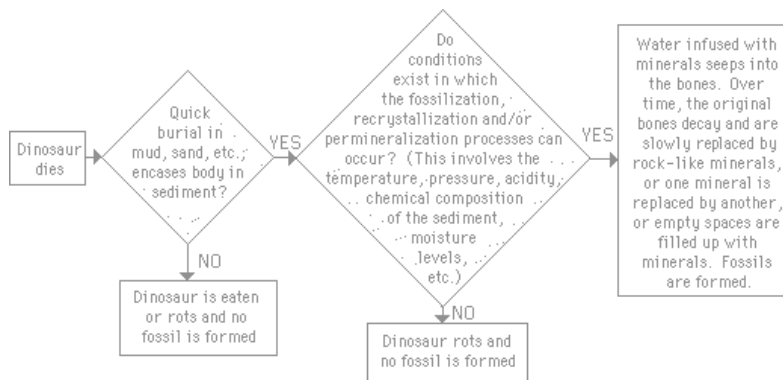 Dinosaur
dies
Quick
burial in
mud, sand, etc.,
encases body in
sediment?
YES
NO
Dinosaur is eaten
or rots and no
fossil is formed
Do
conditions
exist in which
the fossilization,
recrystallization and/or
permineralization processes can
occur? (This involves the
temperature, pressure, acidity,
chemical composition
of the sediment,
moisture
levels,
etc.)
YES
NO
Dinosaur rots and
no fossil is formed
Water infused with
minerals seeps into
the bones. Over
time, the original
bones decay and are
slowly replaced by
rock-like minerals,
or one mineral is
replaced by another,
or empty spaces are
filled up with
minerals. Fossils
are formed.